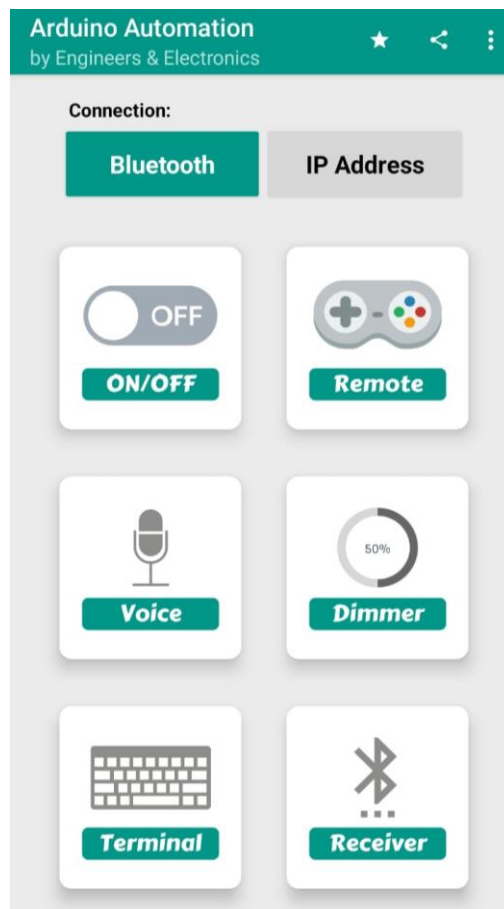 Arduino Automation
by Engineers & Electronics
Connection:
Bluetooth IP Address
OFF
ON/OFF Remote
50%
Voice Dimmer
Terminal Receiver